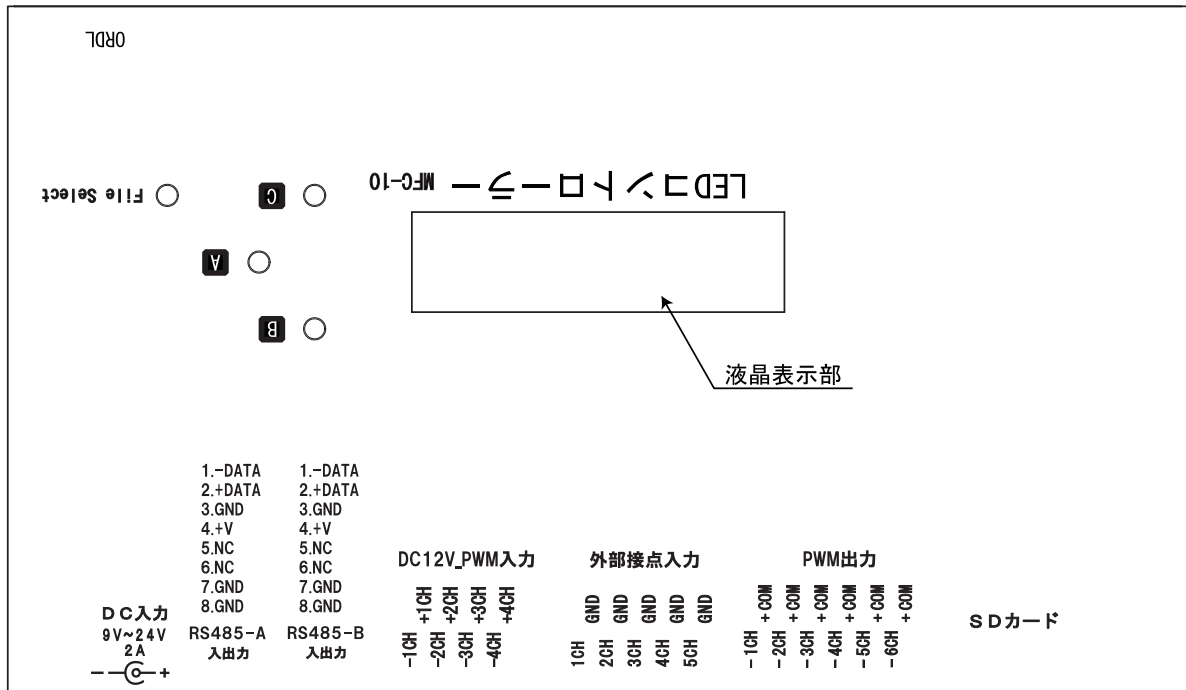 ORDL
File Select
C
LEDコントローラー MFC-10
A
B
液晶表示部
1.-DATA
2.+DATA
3.GND
4.+V
5.NC
6.NC
7.GND
8.GND
RS485-A
入出力
1.-DATA
2.+DATA
3.GND
4.+V
5.NC
6.NC
7.GND
8.GND
RS485-B
入出力
DC入力
9V~24V
2A
- +
DC12V_PWM入力
+1CH
+2CH
+3CH
+4CH
-1CH
-2CH
-3CH
-4CH
外部接点入力
GND
GND
GND
GND
GND
1CH
2CH
3CH
4CH
5CH
PWM出力
+COM
+COM
+COM
+COM
+COM
+COM
-1CH
-2CH
-3CH
-4CH
-5CH
-6CH
SDカード